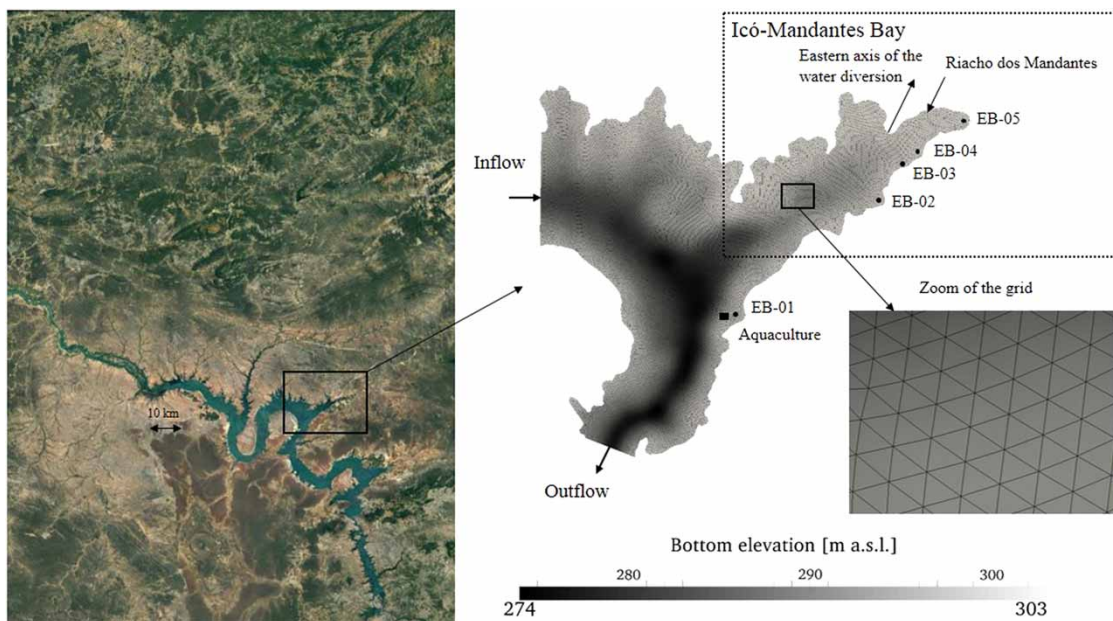 Icó-Mandantes Bay
Eastern axis of the
water diversion
Riacho dos Mandantes
EB-05
EB-04
EB-03
EB-02
Inflow
EB-01
Aquaculture
Zoom of the grid
10 km
Outflow
Bottom elevation [m a.s.l.]
280 290 300
274 303